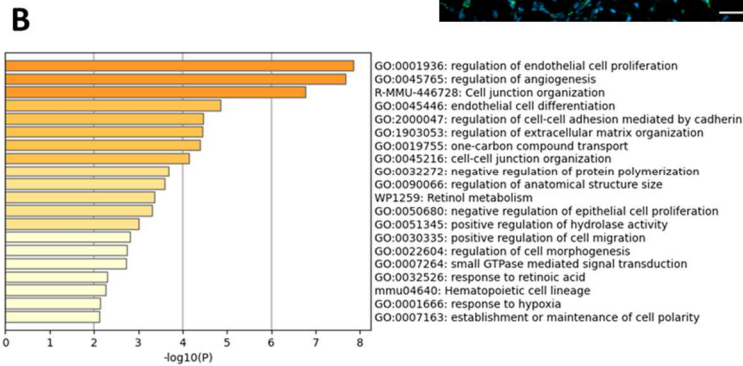 B
GO:0001936: regulation of endothelial cell proliferation
GO:0045765: regulation of angiogenesis
R-MMU-446728: Cell junction organization
GO:0045446: endothelial cell differentiation
GO:2000047: regulation of cell-cell adhesion mediated by cadherin
GO:1903053: regulation of extracellular matrix organization
GO:0019755: one-carbon compound transport
GO:0045216: cell-cell junction organization
GO:0032272: negative regulation of protein polymerization
GO:0090066: regulation of anatomical structure size
WP1259: Retinol metabolism
GO:0050680: negative regulation of epithelial cell proliferation
GO:0051345: positive regulation of hydrolase activity
GO:0030335: positive regulation of cell migration
GO:0022604: regulation of cell morphogenesis
GO:0007264: small GTPase mediated signal transduction
GO:0032526: response to retinoic acid
mmu04640: Hematopoietic cell lineage
GO:0001666: response to hypoxia
GO:0007163: establishment or maintenance of cell polarity
0 1 2 3 4 5 6 7 8
-log10(P)